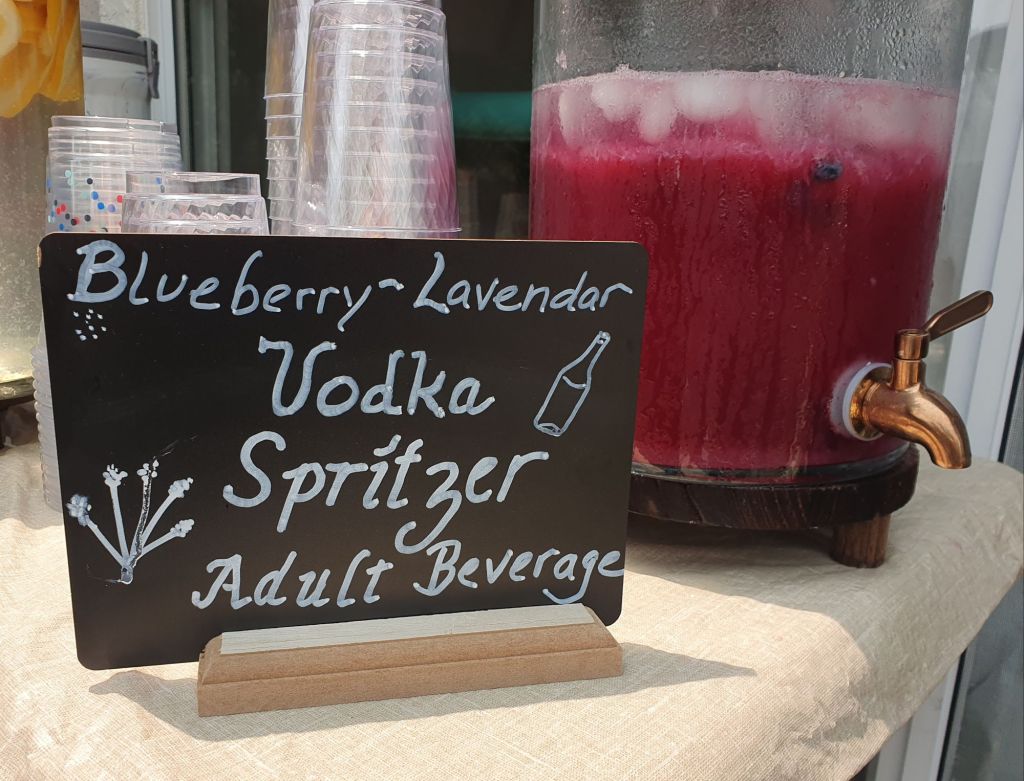 Blueberry~Lavendar
Vodka
Spritzer
Adult Beverage